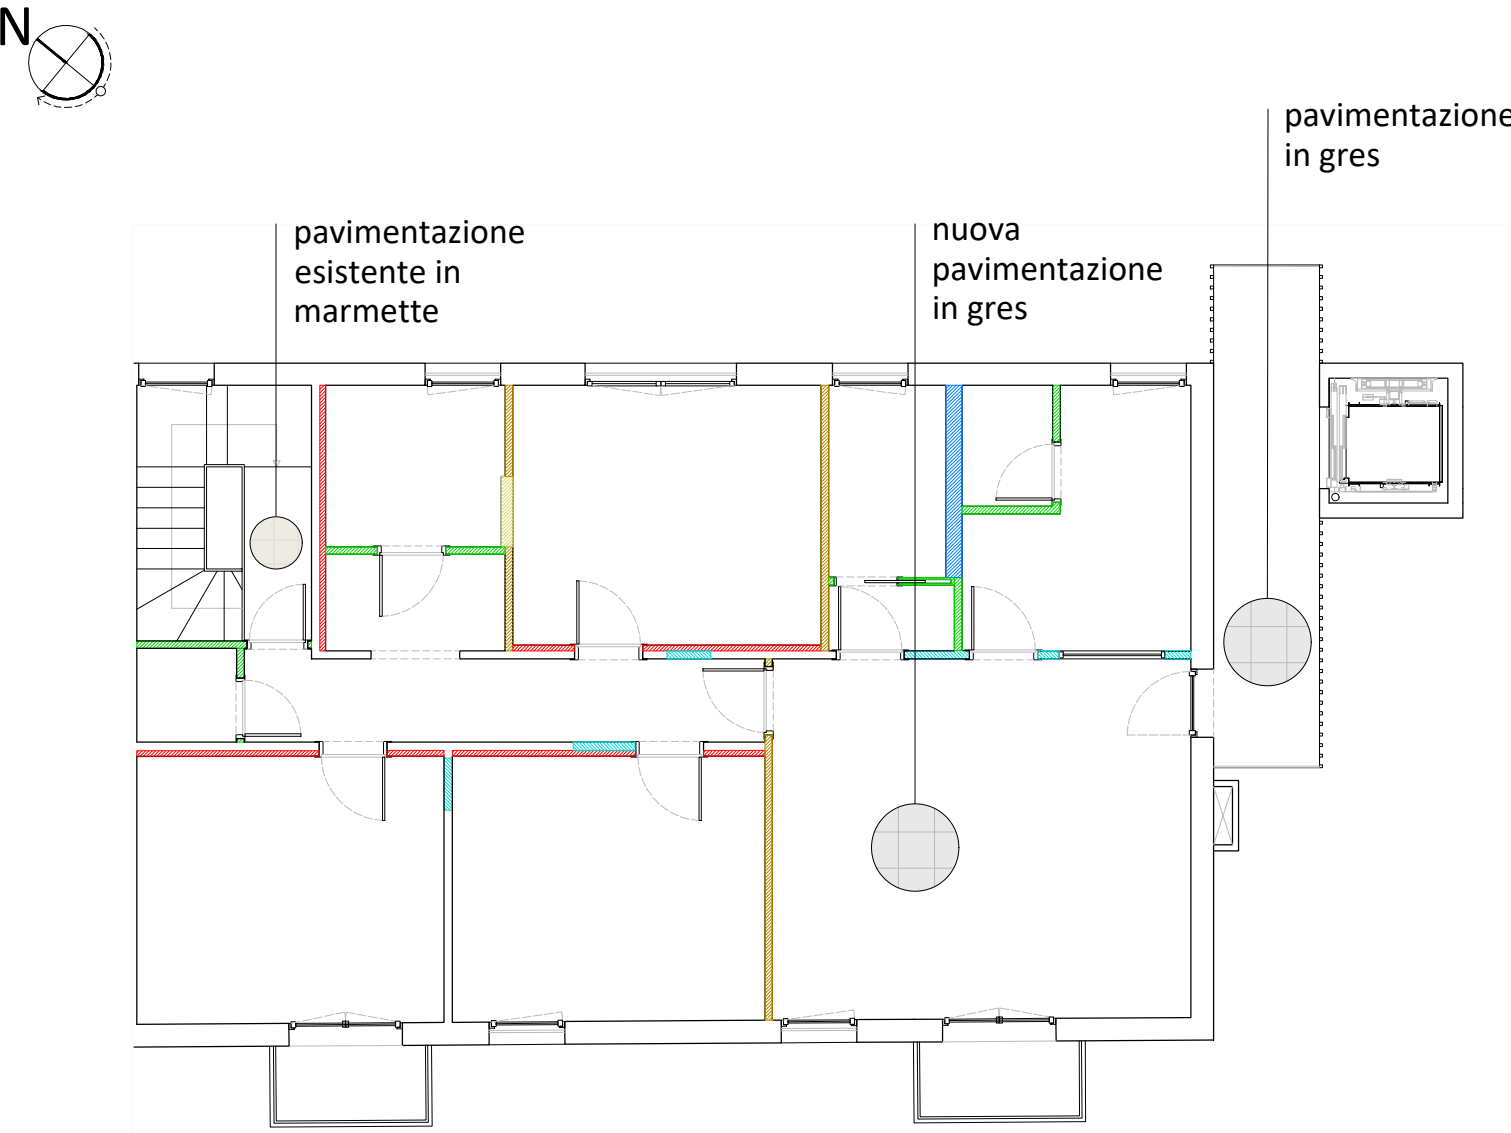 N
pavimentazione
in gres
pavimentazione
esistente in
marmette
nuova
pavimentazione
in gres